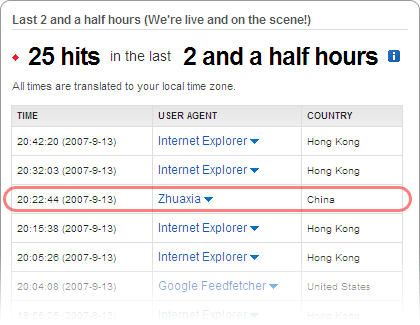 Last 2 and a half hours (We're live and on the scene!)
25 hits in the last 2 and a half hours
All times are translated to your local time zone.
TIME USER AGENT COUNTRY
20:42:20 (2007-9-13) Internet Explorer Hong Kong
20:32:03 (2007-9-13) Internet Explorer Hong Kong
20:22:44 (2007-9-13) Zhuaxia China
20:15:38 (2007-9-13) Internet Explorer Hong Kong
20:05:26 (2007-9-13) Internet Explorer Hong Kong
20:04:08 (2007-9-13) Google Feedfetcher United States